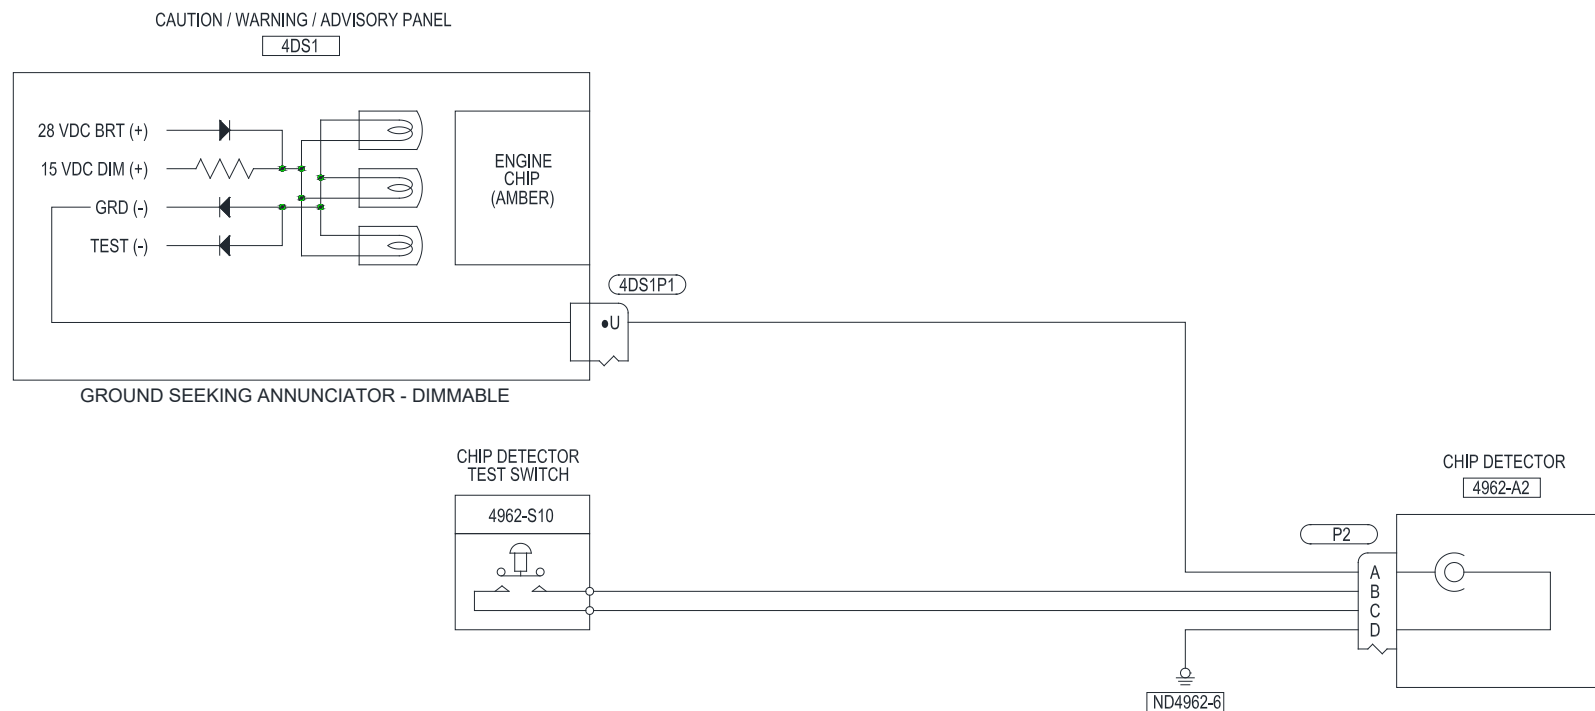 CAUTION / WARNING / ADVISORY PANEL
4DS1
28 VDC BRT (+)
15 VDC DIM (+)
GRD (-)
TEST (-)
ENGINE
CHIP
(AMBER)
4DS1P1
U
GROUND SEEKING ANNUNCIATOR - DIMMABLE
CHIP DETECTOR
TEST SWITCH
4962-S10
CHIP DETECTOR
4962-A2
P2
A
B
C
D
ND4962-6